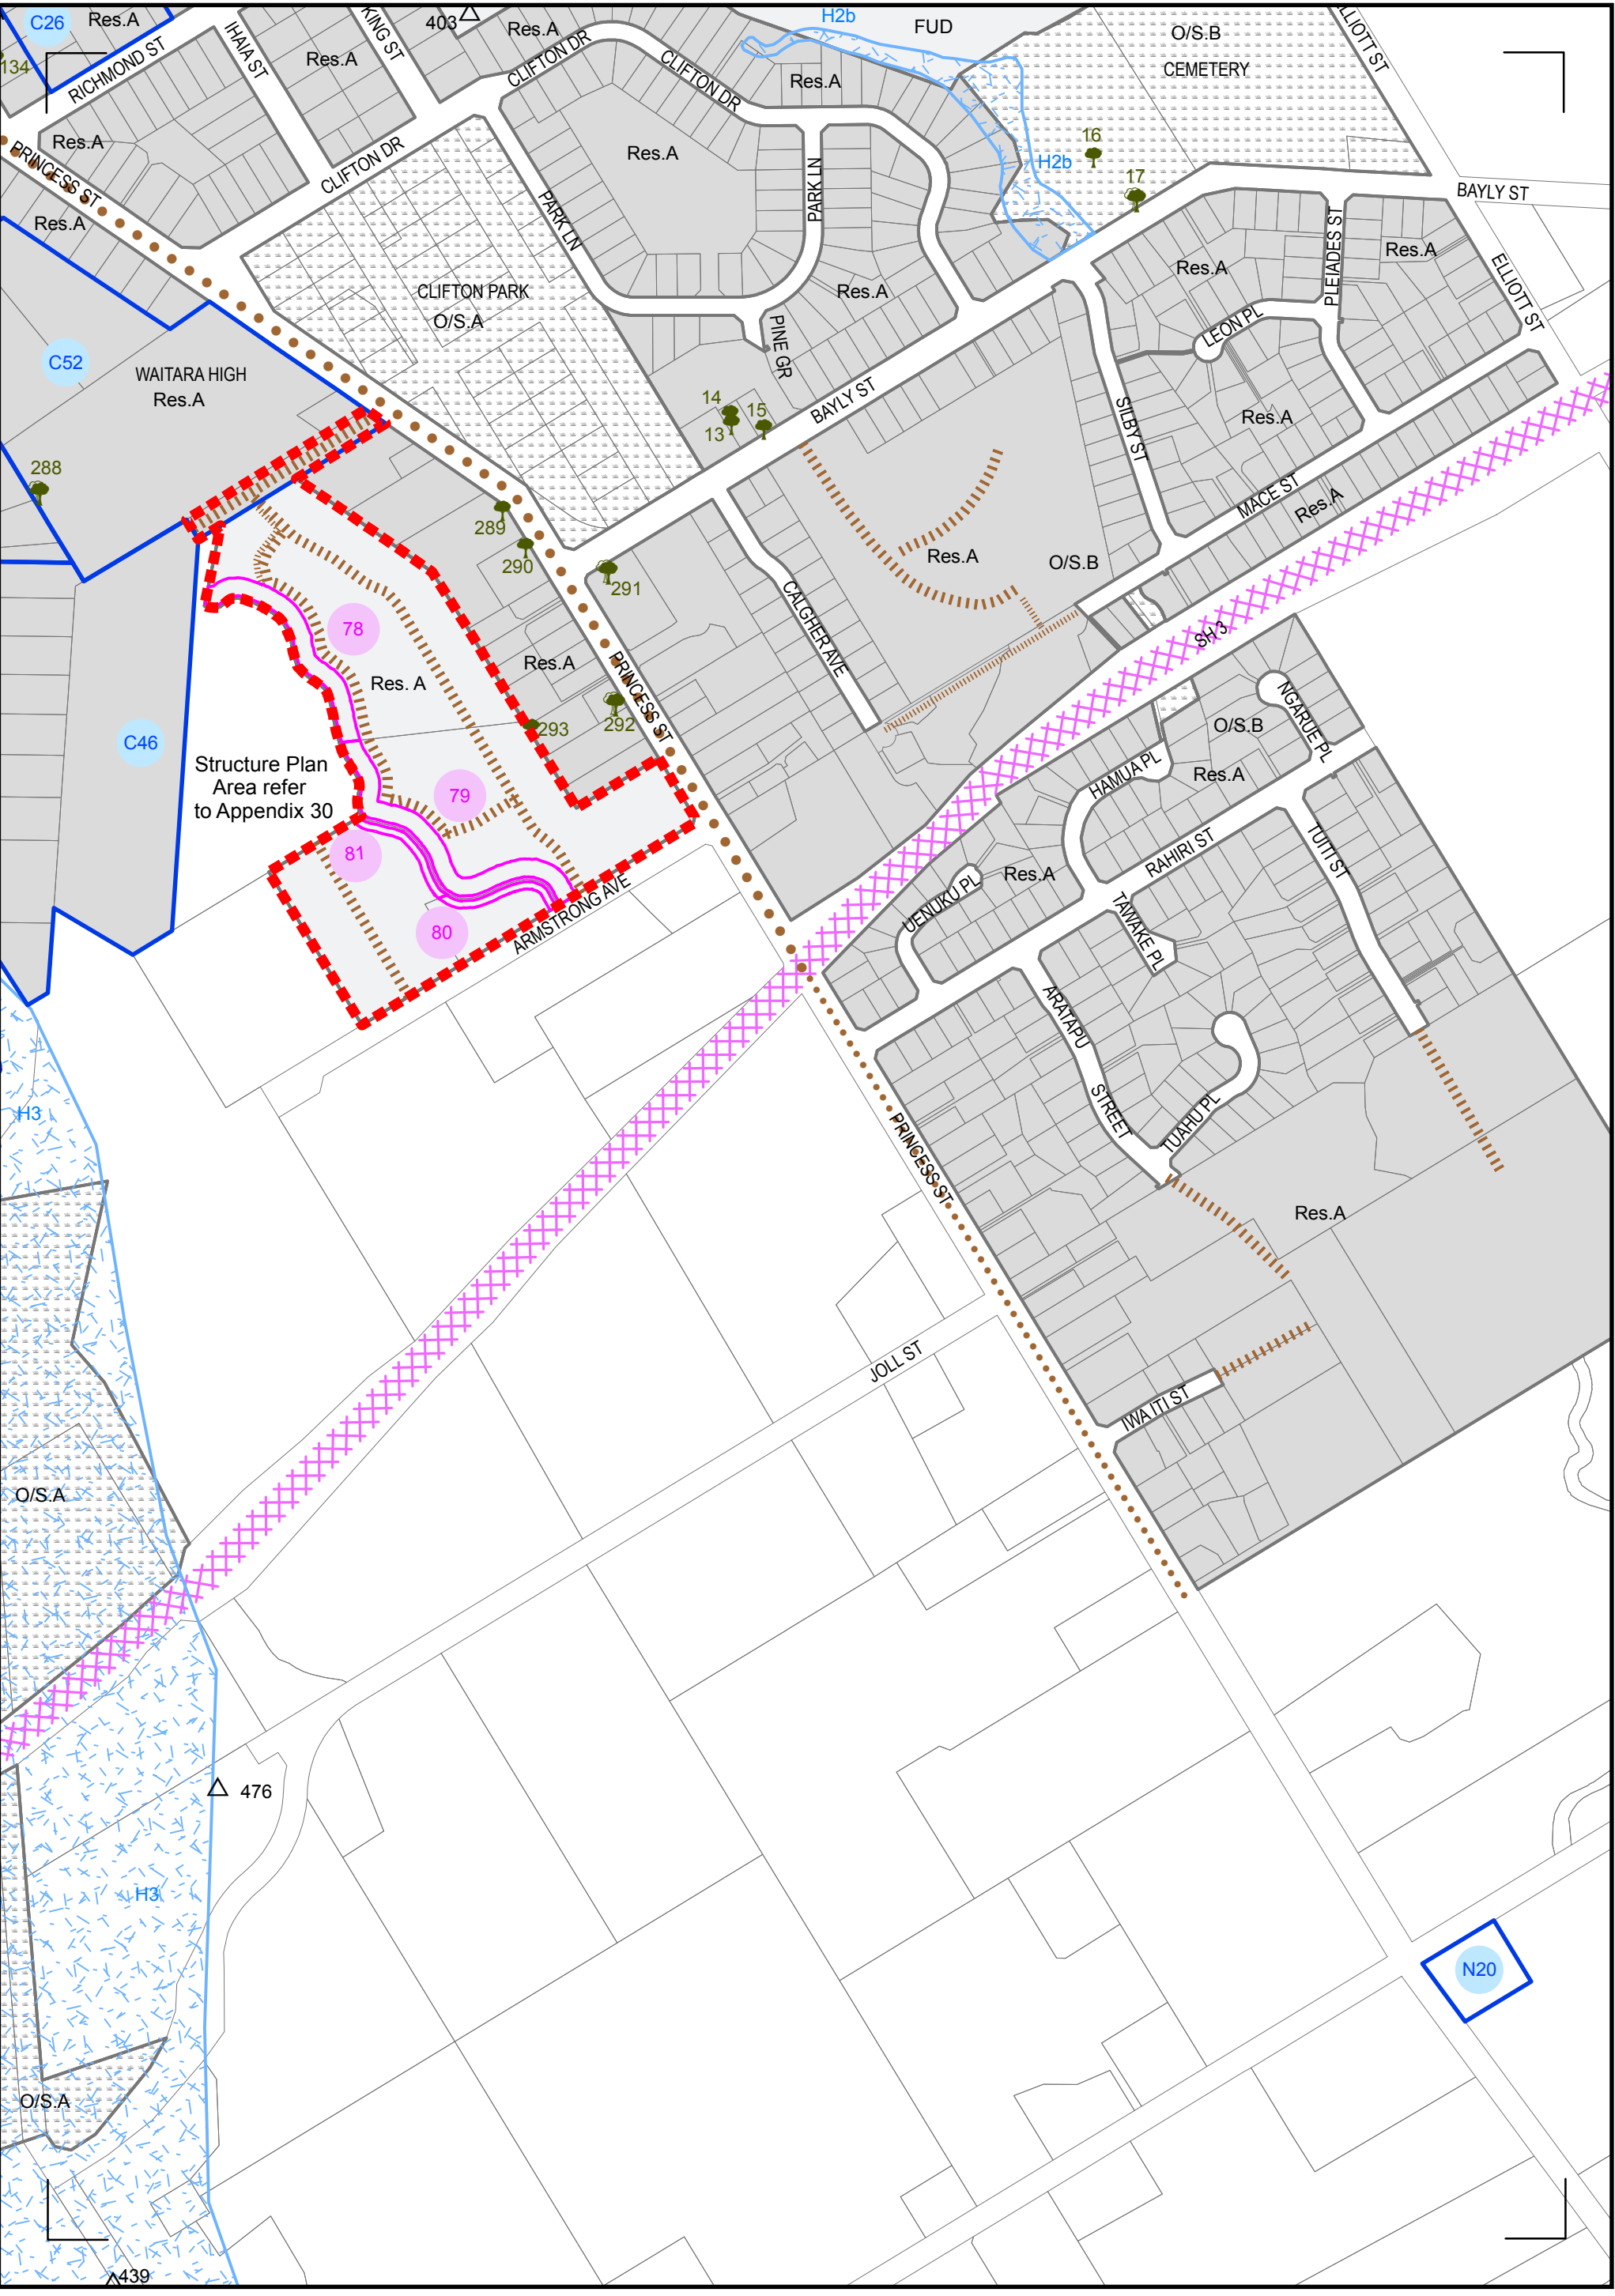 C26
Res.A
403
Res.A
H2b
FUD
O/S.B
CEMETERY
ELLIOTT ST
134
RICHMOND ST
IHAIA ST
KING ST
Res.A
CLIFTON DR
CLIFTON DR
Res.A
Res.A
PRINCESS ST
CLIFTON DR
Res.A
PARK LN
16
H2b
17
BAYLY ST
Res.A
PARK LN
CLIFTON PARK
O/S.A
Res.A
PINE GR
Res.A
PLEIADES ST
Res.A
ELLIOTT ST
LEON PL
C52
WAITARA HIGH
Res.A
14
13
15
BAYLY ST
SILBY ST
Res.A
288
289
290
291
MACE ST
Res.A
Res.A
O/S.B
CALGHER AVE
78
Res. A
Res.A
PRINCESS ST
SH 3
292
293
C46
Structure Plan
Area refer
to Appendix 30
79
81
80
ARMSTRONG AVE
NGARUE PL
O/S.B
HAMUA PL
Res.A
RAHIRI ST
TUITI ST
Res.A
UENUKU PL
TAWAKE PL
ARATAPU
STREET
TUAHU PL
PRINCESS ST
H3
Res.A
JOLL ST
IWA ITI ST
O/S.A
476
H3
N20
O/S.A
439